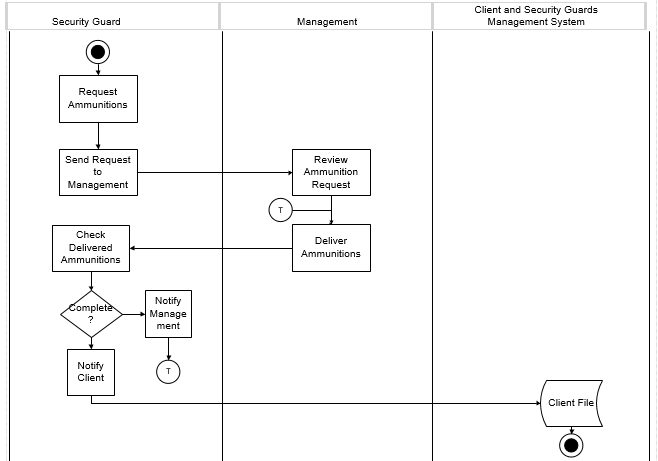 Security Guard
Management
Client and Security Guards
Management System
Request
Ammunitions
Send Request
to
Management
Review
Ammunition
Request
T
Check
Delivered
Ammunitions
Deliver
Ammunitions
Complete
?
Notify
Manage
ment
Notify
Client
T
Client File